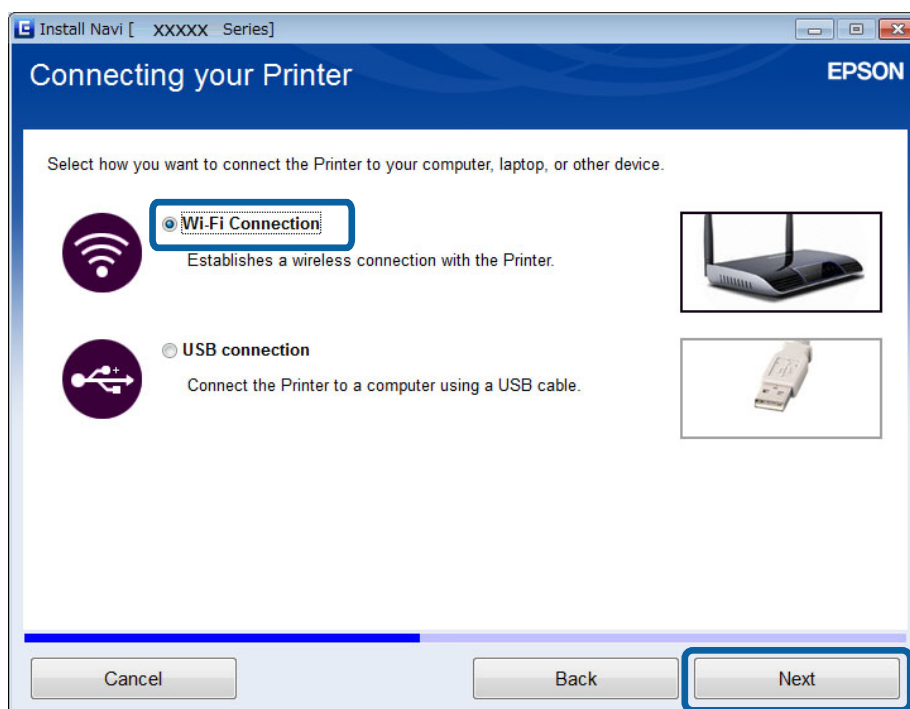 Install Navi [ XXXXX Series]
Connecting your Printer
EPSON
Select how you want to connect the Printer to your computer, laptop, or other device.
Wi-Fi Connection
Establishes a wireless connection with the Printer.
USB connection
Connect the Printer to a computer using a USB cable.
Cancel
Back
Next